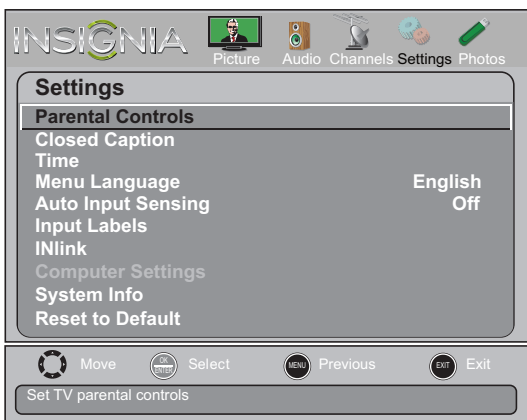 INSIGNIA
Picture Audio Channels Settings Photos
Settings
Parental Controls
Closed Caption
Time
Menu Language English
Auto Input Sensing Off
Input Labels
INlink
Computer Settings
System Info
Reset to Default
Move OK ENTER Select MENU Previous EXIT Exit
Set TV parental controls